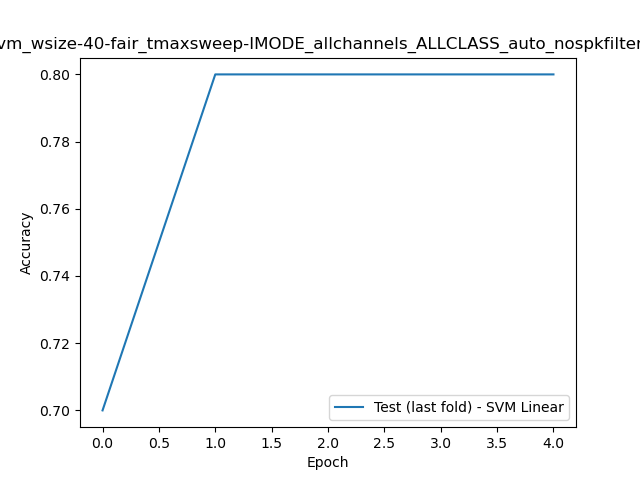 vm_wsize-40-fair_tmaxsweep-IMODE_allchannels_ALLCLASS_auto_nospkfilter
0.80
0.78
0.76
0.74
0.72
0.70
Accuracy
0.0 0.5 1.0 1.5 2.0 2.5 3.0 3.5 4.0
Epoch
Test (last fold) - SVM Linear